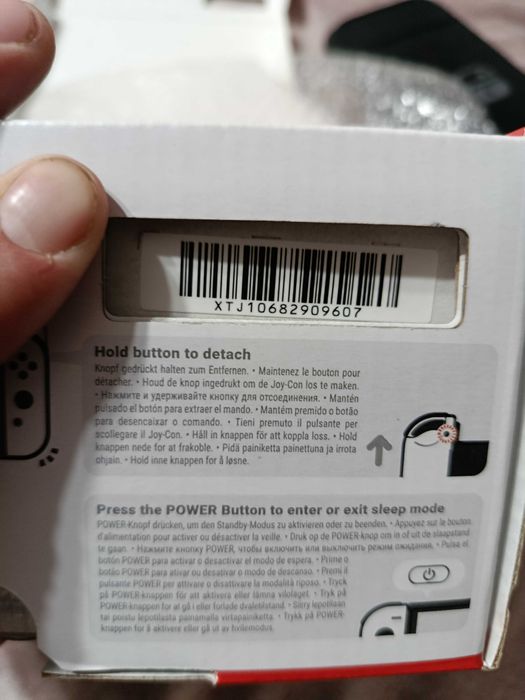 XTJ10682909607
Hold button to detach
Knopf gedrückt halten zum Entfernen. • Maintenez le bouton pour
détacher. • Houd de knop ingedrukt om de Joy-Con los te maken.
• Нажмите и удерживайте кнопку для отсоединения. • Mantén
pulsado el botón para extraer el mando. • Mantém premido o botão
para desencaixar o comando. • Tieni premuto il pulsante per
scollegare il Joy-Con. • Håll in knappen för att koppla loss. • Hold
knappen nede for at frakoble. • Pidä painiketta painettuna ja irrota
ohjain. • Hold inne knappen for å løsne.
Press the POWER Button to enter or exit sleep mode
POWER-Knopf drücken, um den Standby-Modus zu aktivieren oder zu beenden. • Appuyez sur le bouton
d'alimentation pour activer ou désactiver la veille. • Druk op de POWER-knop om in of uit de slaapstand
te gaan. • Нажмите кнопку POWER, чтобы включить или выключить режим ожидания. • Pulsa el
botón POWER para activar o desactivar el modo de espera. • Prime o
botão POWER para ativar ou desativar o modo de descanso. • Premi il
pulsante POWER per attivare o disattivare la modalità riposo. • Tryck
på POWER-knappen för att aktivera eller lämna viloläget. • Tryk på
POWER-knappen for at gå i eller forlade dvaletilstand. • Siirry lepotilaan
tai poistu lepotilasta painamalla virtapainiketta. • Trykk på POWER-
knappen for å aktivere eller gå ut av hvilemodus.